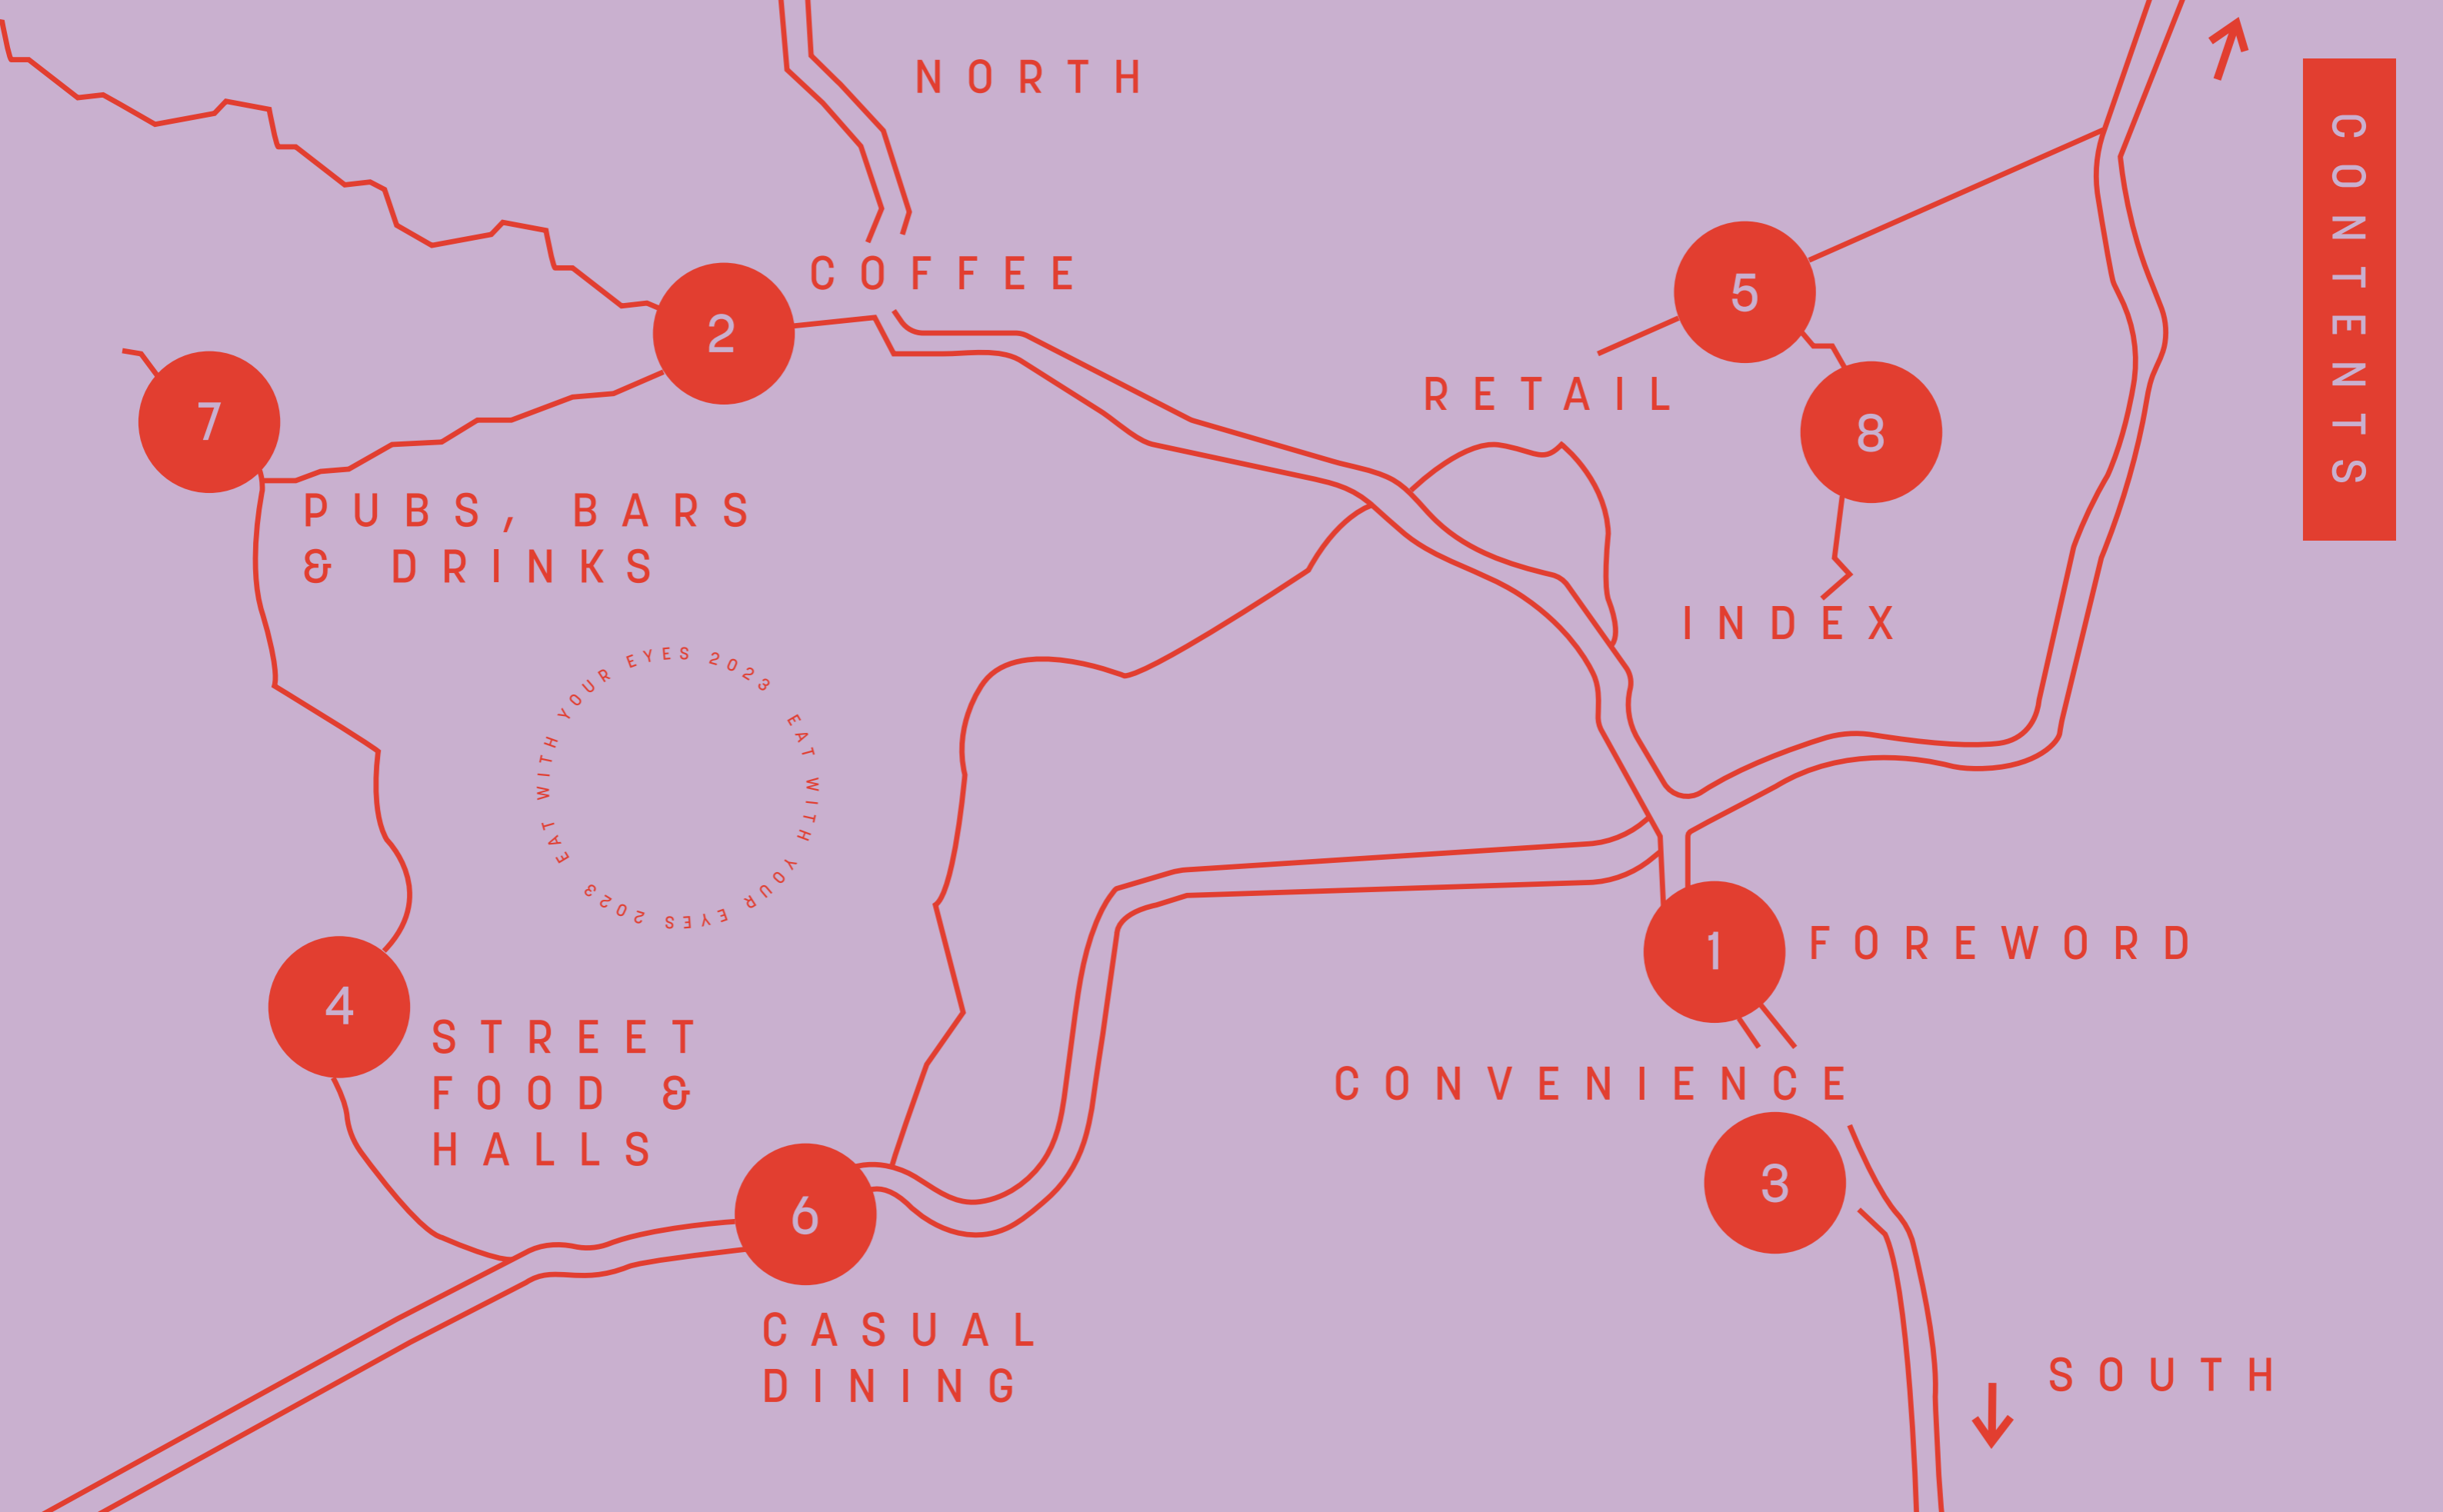 NORTH
CONTENTS
COFFEE
2
5
RETAIL
8
7
PUBS, BARS
& DRINKS
INDEX
EAT WITH YOUR EYES 2023 EAT WITH YOUR EYES 2023
1
FOREWORD
4
STREET
FOOD &
HALLS
CONVENIENCE
3
6
CASUAL
DINING
SOUTH